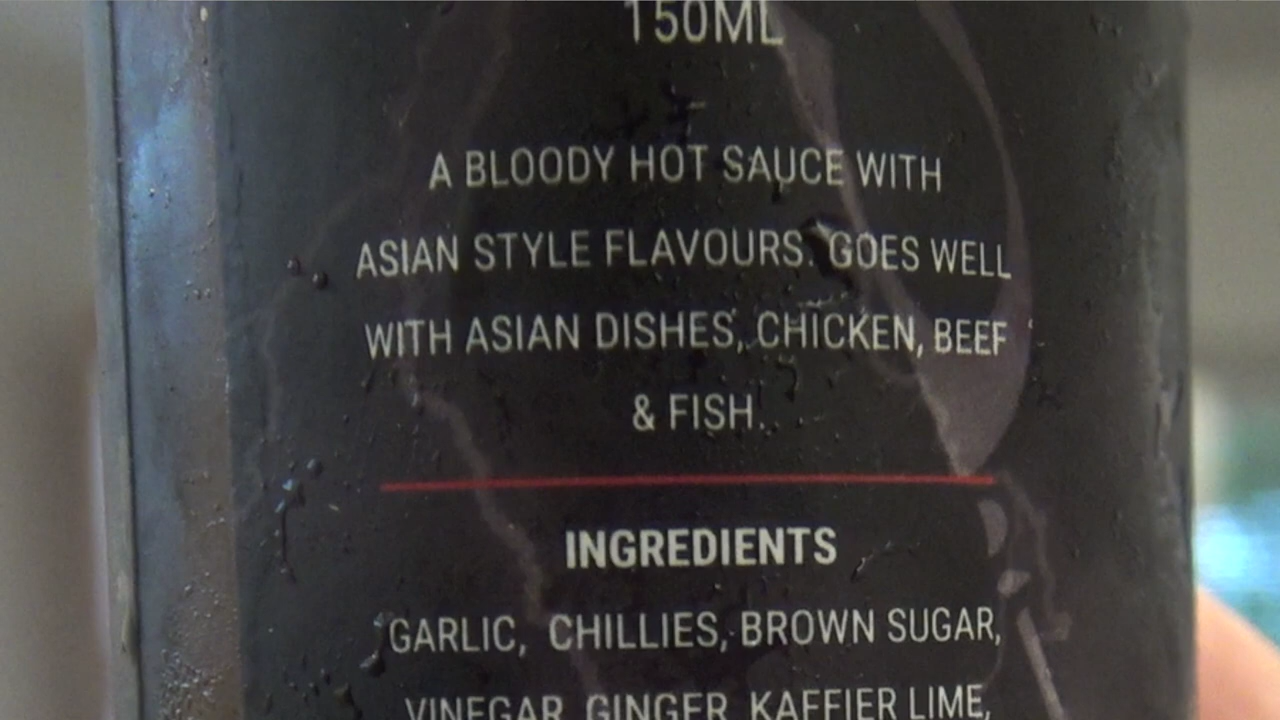 150ML
A BLOODY HOT SAUCE WITH
ASIAN STYLE FLAVOURS. GOES WELL
WITH ASIAN DISHES, CHICKEN, BEEF
& FISH.
INGREDIENTS
GARLIC, CHILLIES, BROWN SUGAR,
VINEGAR, GINGER, KAFFIER LIME,